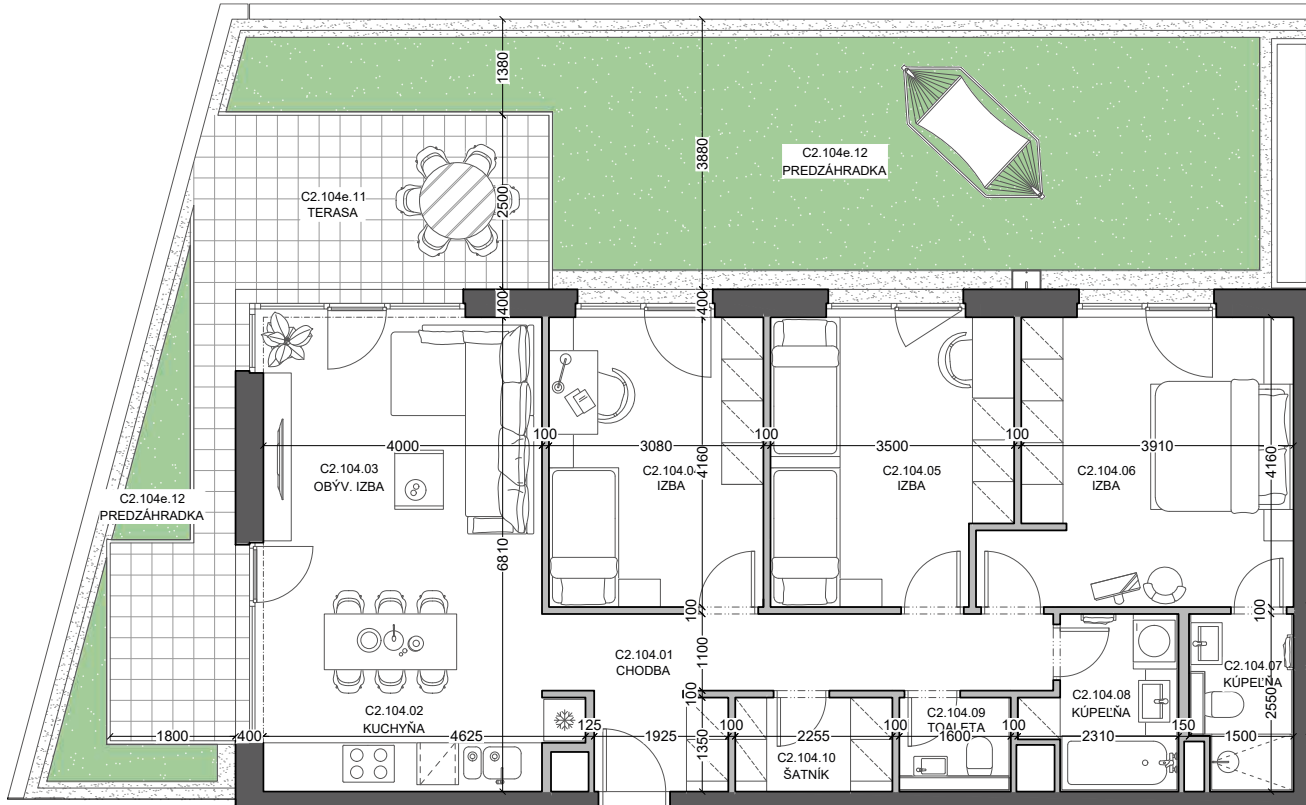 1380
3880
C2.104e.12
PREDZÁHRADKA
C2.104e.11
TERASA
2500
400
400
4000
100
3080
100
3500
100
3910
C2.104.03
OBÝV. IZBA
C2.104.0
IZBA
4160
C2.104.05
IZBA
C2.104.06
IZBA
4160
C2.104e.12
PREDZÁHRADKA
6810
100
100
C2.104.01
CHODBA
1100
C2.104.07
KÚPEĽŇA
C2.104.08
KÚPEĽŇA
2550
C2.104.02
KUCHYŇA
100
C2.104.09
TOALETA
1800
400
4625
125
1925
1350
100
2255
100
1600
100
2310
150
1500
C2.104.10
ŠATNÍK